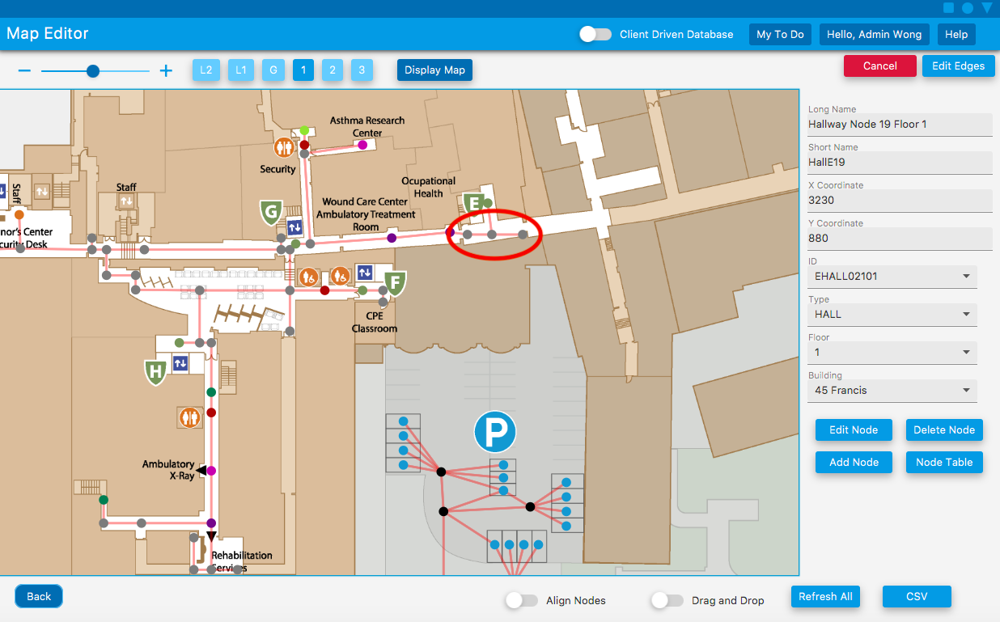 Map Editor
Client Driven Database
My To Do
Hello, Admin Wong
Help
L2
L1
G
1
2
3
Display Map
Cancel
Edit Edges
Asthma Research
Center
Security
Staff
Staff
Ocupational
Health
E
G
Wound Care Center
Ambulatory Treatment
Room
nor's Center
curity Desk
F
CPE
Classroom
H
P
Ambulatory
X-Ray
J
Rehabilitation
Services
Long Name
Hallway Node 19 Floor 1
Short Name
HallE19
X Coordinate
3230
Y Coordinate
880
ID
EHALL02101
Type
HALL
Floor
1
Building
45 Francis
Edit Node
Delete Node
Add Node
Node Table
Back
Align Nodes
Drag and Drop
Refresh All
CSV